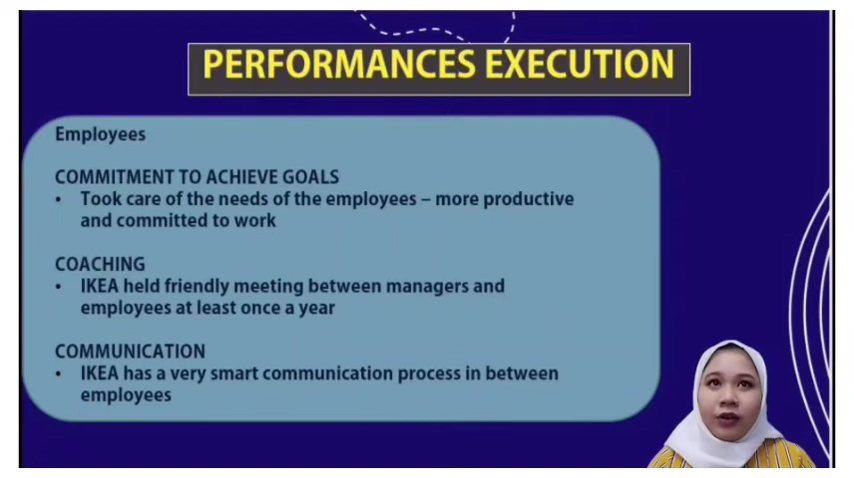 PERFORMANCES EXECUTION
Employees
COMMITMENT TO ACHIEVE GOALS
• Took care of the needs of the employees – more productive
and committed to work
COACHING
• IKEA held friendly meeting between managers and
employees at least once a year
COMMUNICATION
• IKEA has a very smart communication process in between
employees